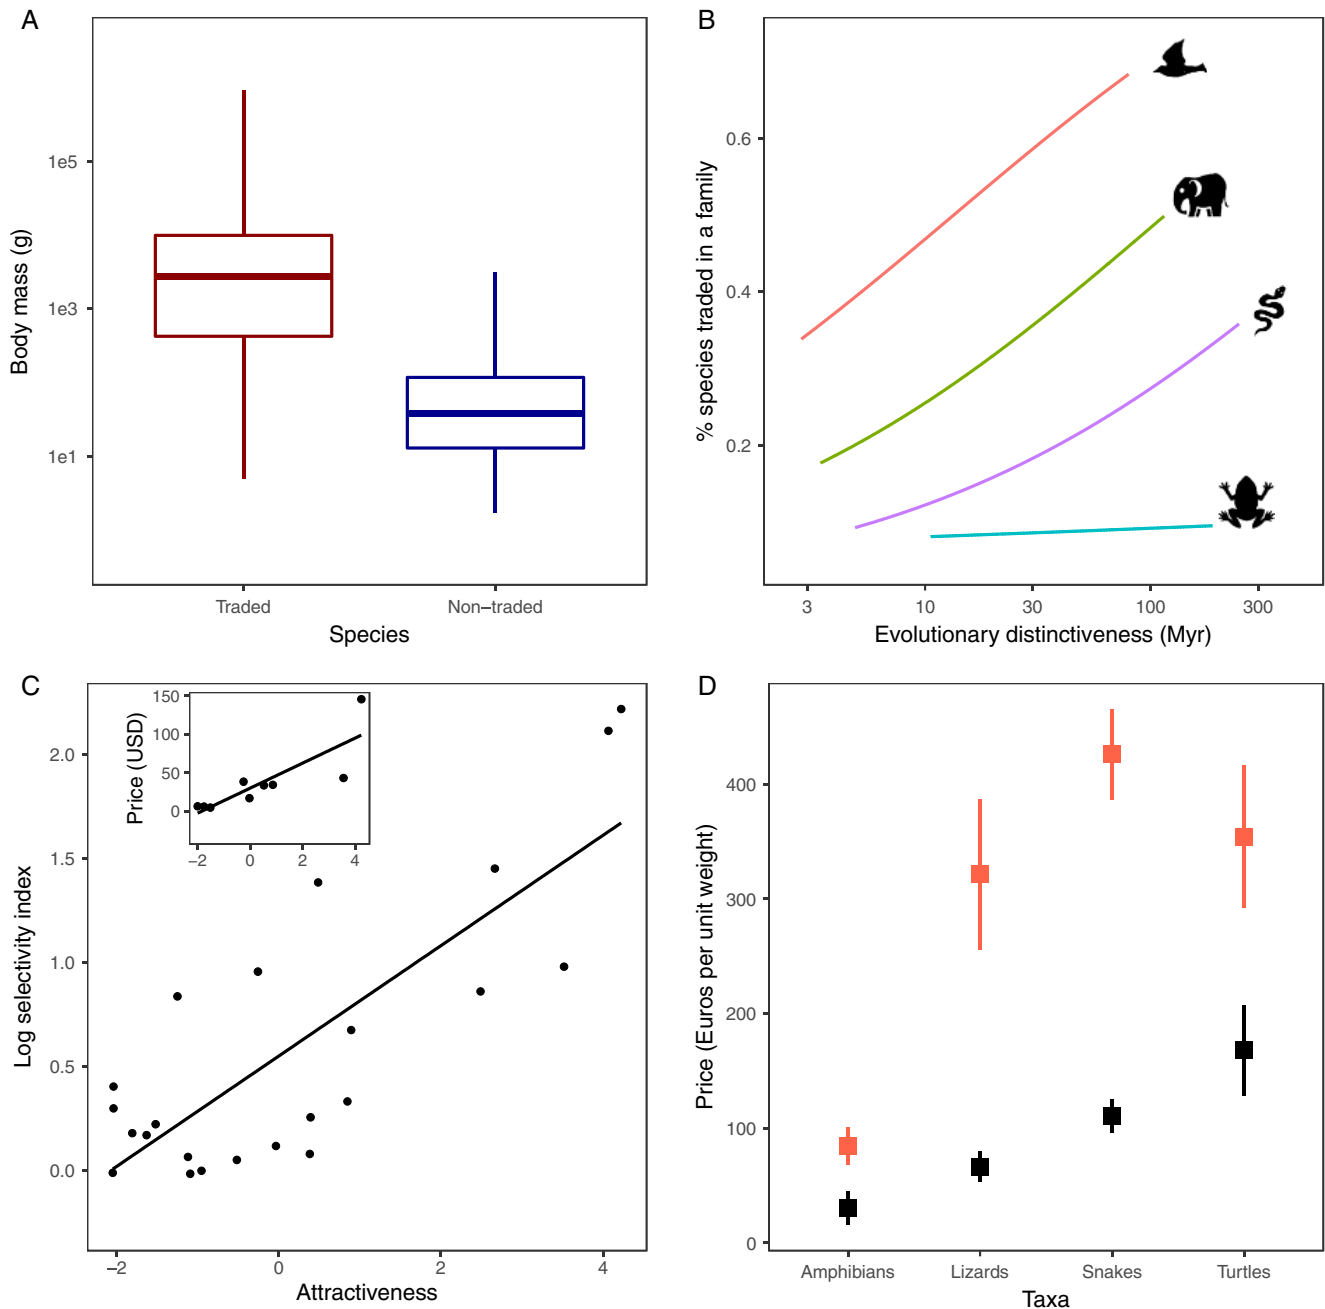 A
Body mass (g)
1e5
1e3
1e1
Traded
Non−traded
Species
B
% species traded in a family
0.6
0.4
0.2
3
10
30
100
300
Evolutionary distinctiveness (Myr)
C
Log selectivity index
2.0
1.5
1.0
0.5
0.0
−2
0
2
4
Attractiveness
Price (USD)
150
100
50
0
−2
0
2
4
D
Price (Euros per unit weight)
400
300
200
100
0
Amphibians
Lizards
Snakes
Turtles
Taxa